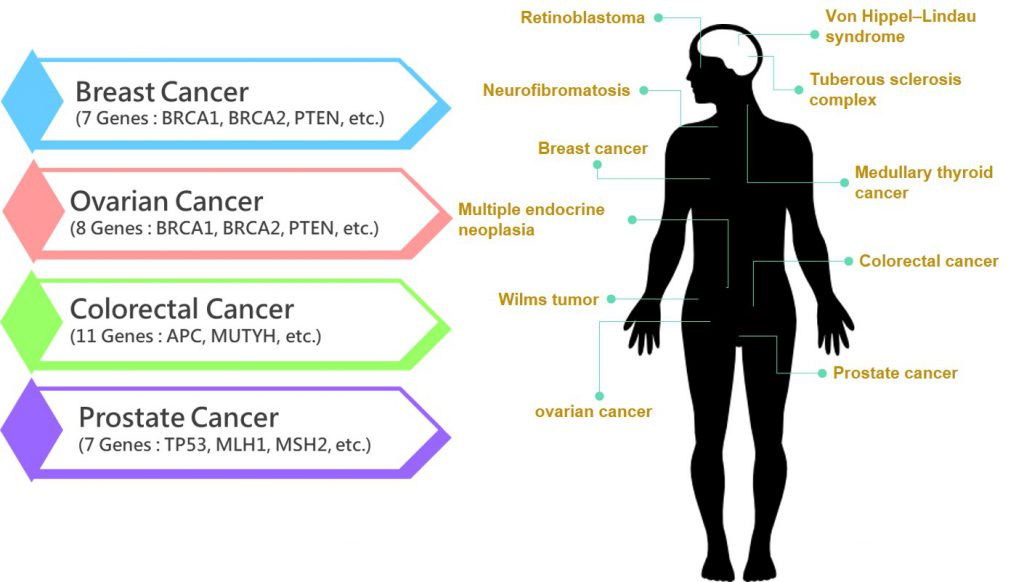 Breast Cancer
(7 Genes : BRCA1, BRCA2, PTEN, etc.)
Ovarian Cancer
(8 Genes : BRCA1, BRCA2, PTEN, etc.)
Colorectal Cancer
(11 Genes : APC, MUTYH, etc.)
Prostate Cancer
(7 Genes : TP53, MLH1, MSH2, etc.)
Retinoblastoma
Von Hippel–Lindau
syndrome
Neurofibromatosis
Tuberous sclerosis
complex
Breast cancer
Medullary thyroid
cancer
Multiple endocrine
neoplasia
Colorectal cancer
Wilms tumor
Prostate cancer
ovarian cancer